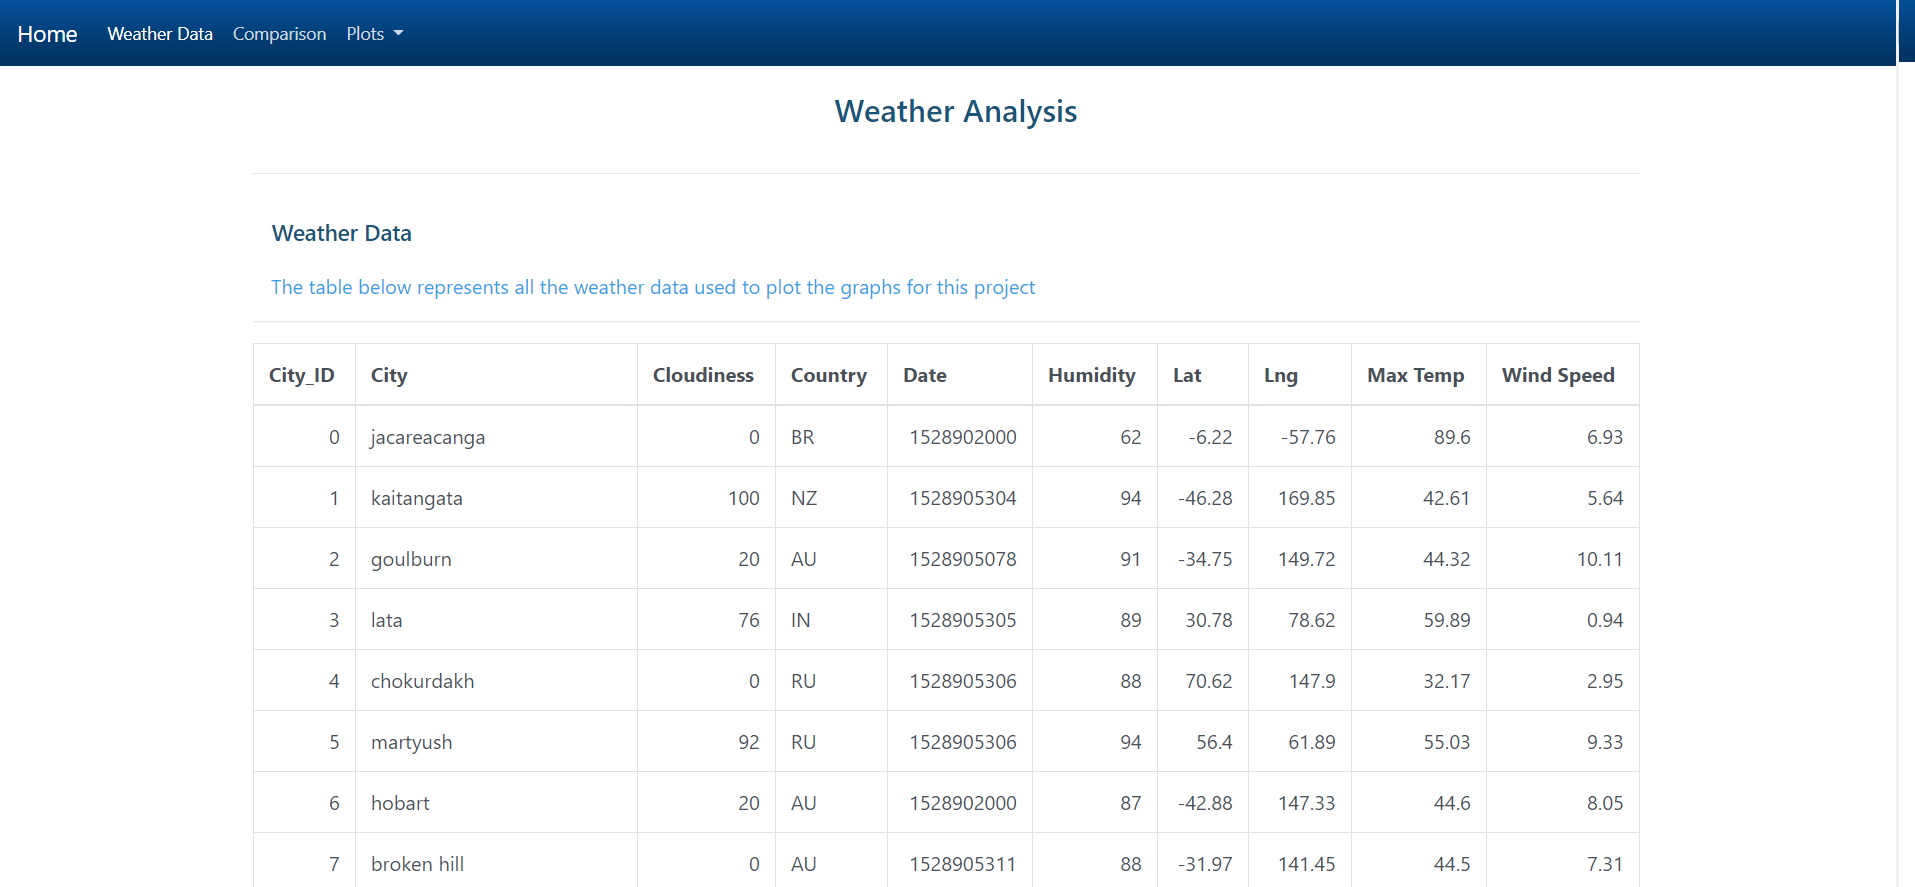 Home Weather Data Comparison Plots
Weather Analysis
Weather Data
The table below represents all the weather data used to plot the graphs for this project
City_ID City Cloudiness Country Date Humidity Lat Lng Max Temp Wind Speed
0 jacareacanga 0 BR 1528902000 62 -6.22 -57.76 89.6 6.93
1 kaitangata 100 NZ 1528905304 94 -46.28 169.85 42.61 5.64
2 goulburn 20 AU 1528905078 91 -34.75 149.72 44.32 10.11
3 lata 76 IN 1528905305 89 30.78 78.62 59.89 0.94
4 chokurdakh 0 RU 1528905306 88 70.62 147.9 32.17 2.95
5 martyush 92 RU 1528905306 94 56.4 61.89 55.03 9.33
6 hobart 20 AU 1528902000 87 -42.88 147.33 44.6 8.05
7 broken hill 0 AU 1528905311 88 -31.97 141.45 44.5 7.31